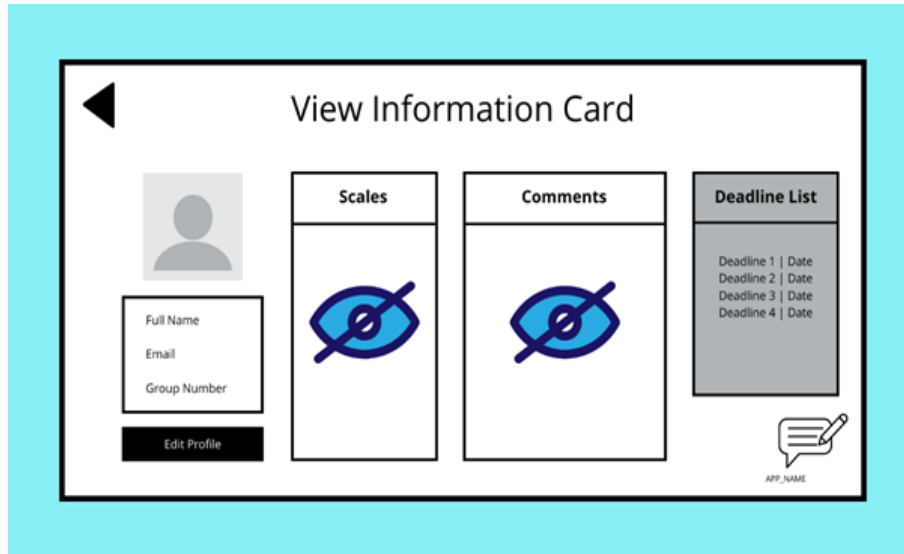 View Information Card
Full Name
Email
Group Number
Edit Profile
Scales
Comments
Deadline List
Deadline 1 | Date
Deadline 2 | Date
Deadline 3 | Date
Deadline 4 | Date
APP_NAME